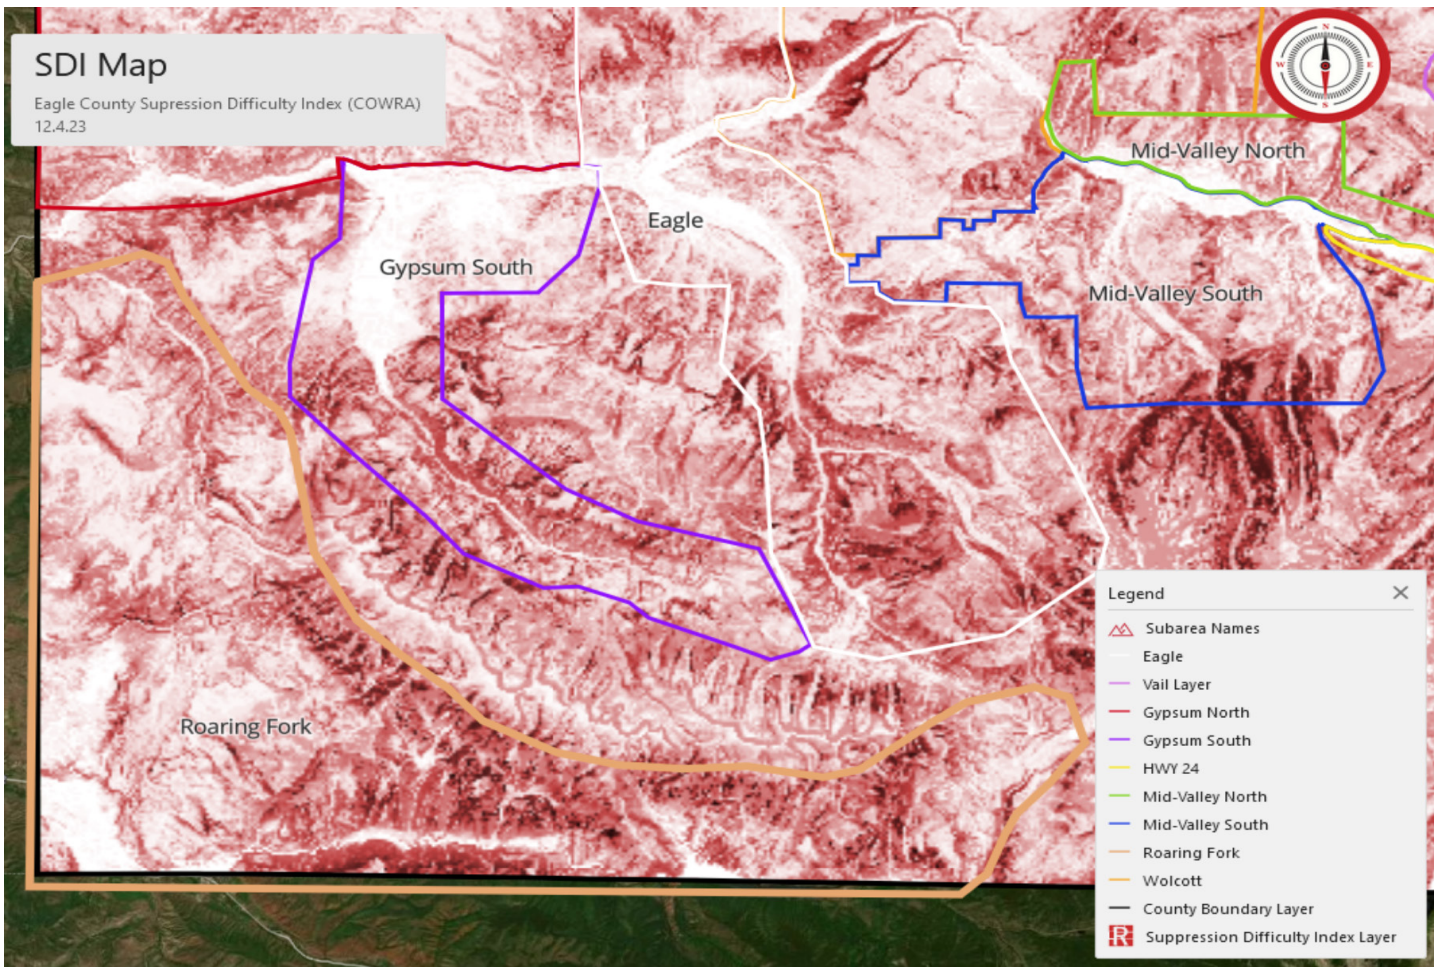 SDI Map
Eagle County Supression Difficulty Index (COWRA)
12.4.23
N
W
E
S
Mid-Valley North
Eagle
Gypsum South
Mid-Valley South
Roaring Fork
Legend
Subarea Names
Eagle
Vail Layer
Gypsum North
Gypsum South
HWY 24
Mid-Valley North
Mid-Valley South
Roaring Fork
Wolcott
County Boundary Layer
Suppression Difficulty Index Layer